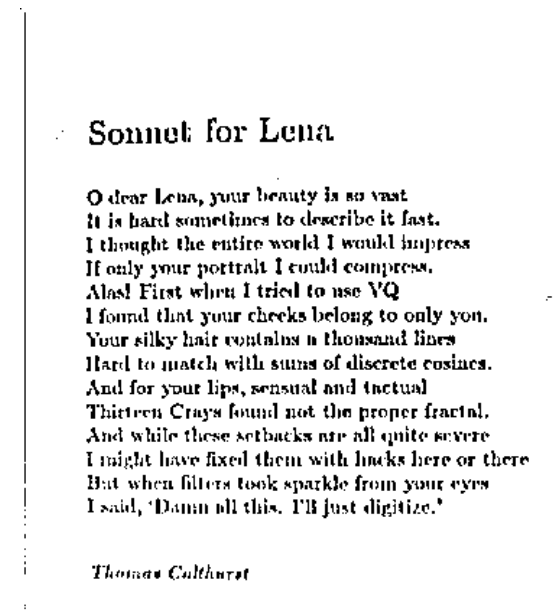 Sonnet for Lena
O dear Lena, your beauty is so vast
It is hard sometimes to describe it fast.
I thought the entire world I would impress
If only your portrait I could compress.
Alas! First when I tried to use VQ
I found that your cheeks belong to only you.
Your silky hair contains a thousand lines
Hard to match with sums of discrete cosines.
And for your lips, sensual and tactual
Thirteen Crays found not the proper fractal.
And while these setbacks are all quite severe
I might have fixed them with hacks here or there
But when filters took sparkle from your eyes
I said, 'Damn all this. I'll just digitize.'
Thomas Colthurst